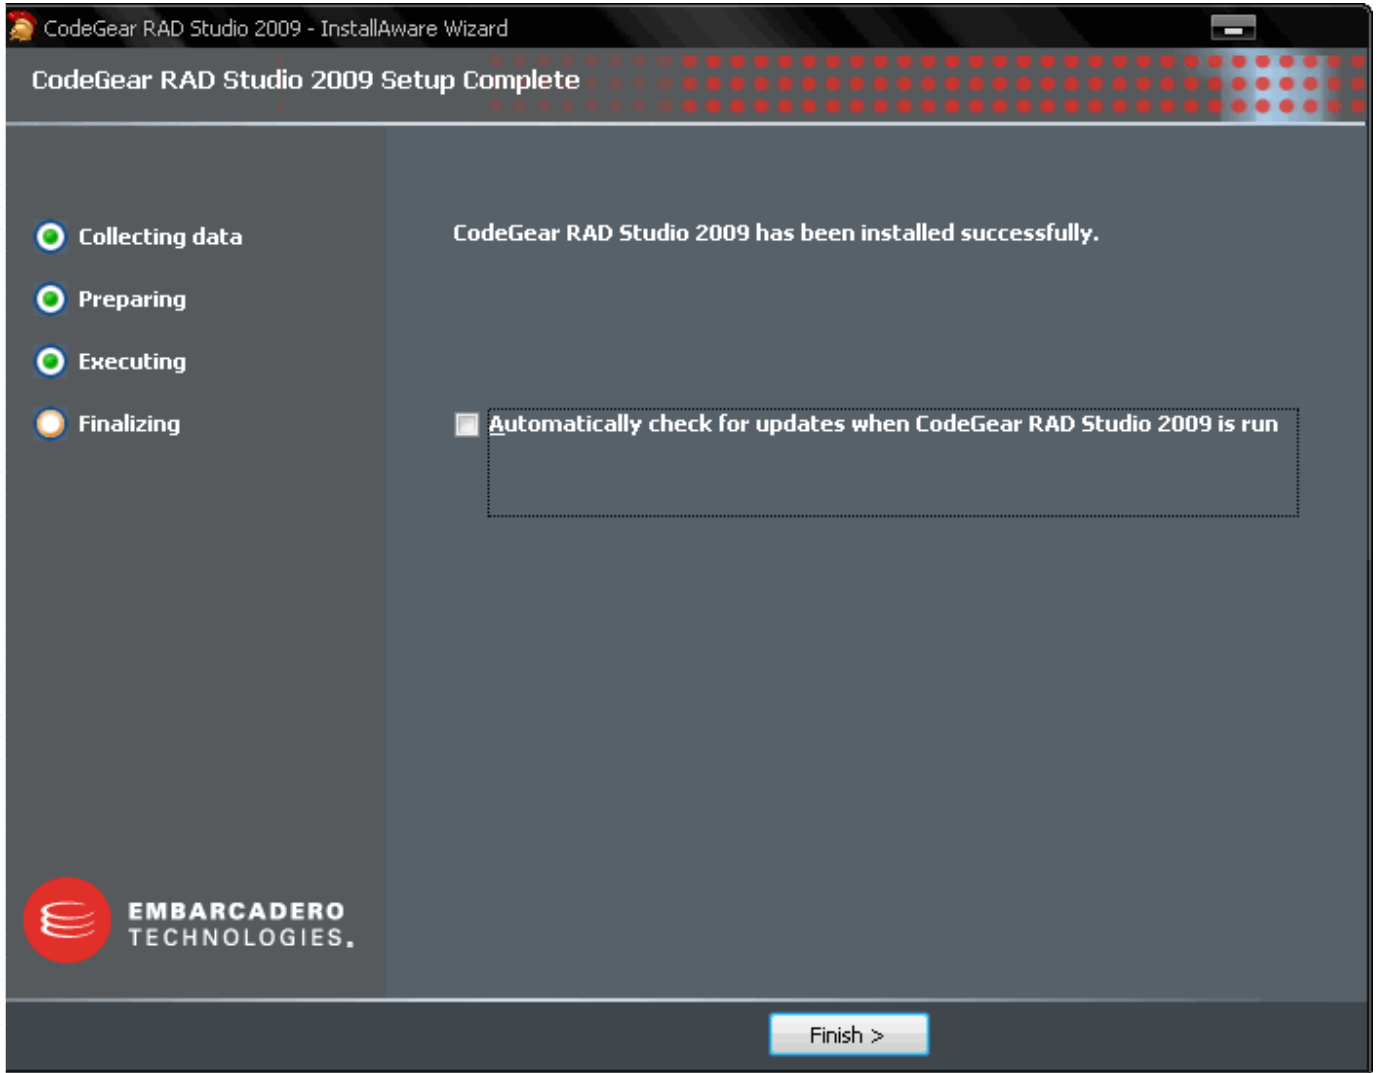 CodeGear RAD Studio 2009 - InstallAware Wizard
CodeGear RAD Studio 2009 Setup Complete
Collecting data
Preparing
Executing
Finalizing
CodeGear RAD Studio 2009 has been installed successfully.
Automatically check for updates when CodeGear RAD Studio 2009 is run
EMBARCADERO
TECHNOLOGIES.
Finish >